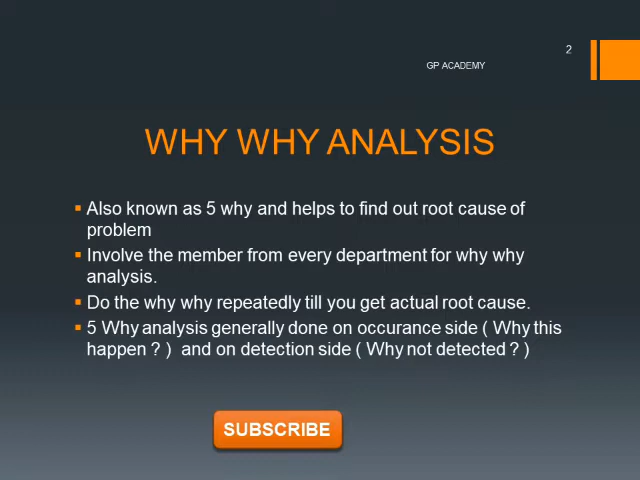 2
GP ACADEMY
WHY WHY ANALYSIS
▪ Also known as 5 why and helps to find out root cause of
problem
▪ Involve the member from every department for why why
analysis.
▪ Do the why why repeatedly till you get actual root cause.
▪ 5 Why analysis generally done on occurance side ( Why this
happen ? ) and on detection side ( Why not detected ? )
SUBSCRIBE